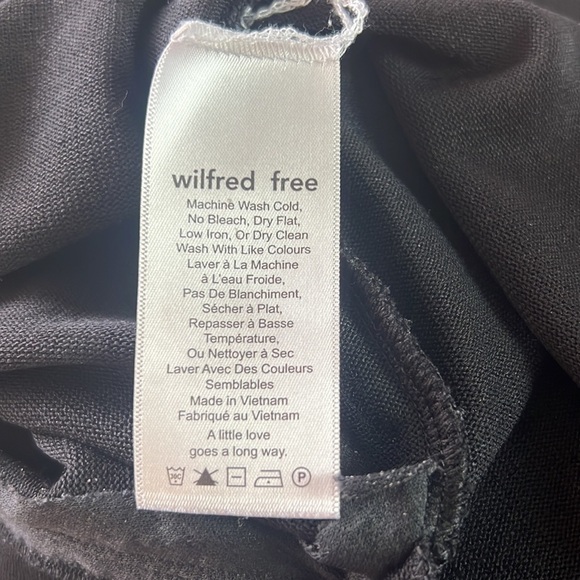 wilfred free
Machine Wash Cold,
No Bleach, Dry Flat,
Low Iron, Or Dry Clean
Wash With Like Colours
Laver à La Machine
à L'eau Froide,
Pas De Blanchiment,
Sécher à Plat,
Repasser à Basse
Température,
Ou Nettoyer à Sec
Laver Avec Des Couleurs
Semblables
Made in Vietnam
Fabriqué au Vietnam
A little love
goes a long way.
30C P